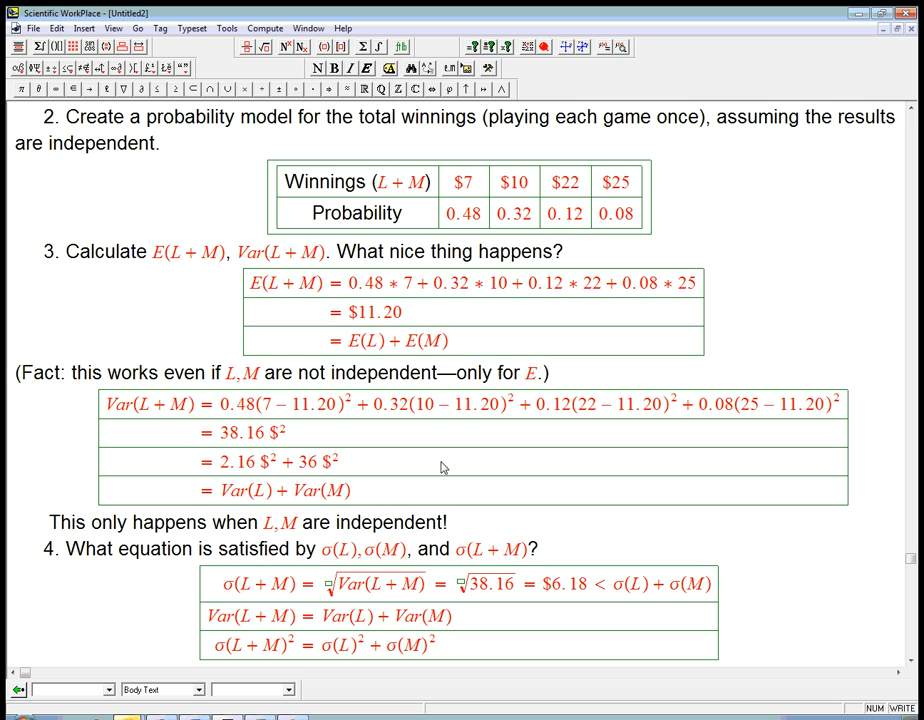 Scientific WorkPlace - [Untitled2]
File Edit Insert View Go Tag Typeset Tools Compute Window Help
2. Create a probability model for the total winnings (playing each game once), assuming the results
are independent.
Winnings (L + M) $7 $10 $22 $25
Probability 0.48 0.32 0.12 0.08
3. Calculate E(L + M), Var(L + M). What nice thing happens?
E(L + M) = 0.48 * 7 + 0.32 * 10 + 0.12 * 22 + 0.08 * 25
= $11.20
= E(L) + E(M)
(Fact: this works even if L, M are not independent—only for E.)
Var(L + M) = 0.48(7 − 11.20)² + 0.32(10 − 11.20)² + 0.12(22 − 11.20)² + 0.08(25 − 11.20)²
= 38.16 $²
= 2.16 $² + 36 $²
= Var(L) + Var(M)
This only happens when L, M are independent!
4. What equation is satisfied by σ(L), σ(M), and σ(L + M)?
σ(L + M) = √Var(L + M) = √38.16 = $6.18 < σ(L) + σ(M)
Var(L + M) = Var(L) + Var(M)
σ(L + M)² = σ(L)² + σ(M)²
Body Text
NUM WRITE